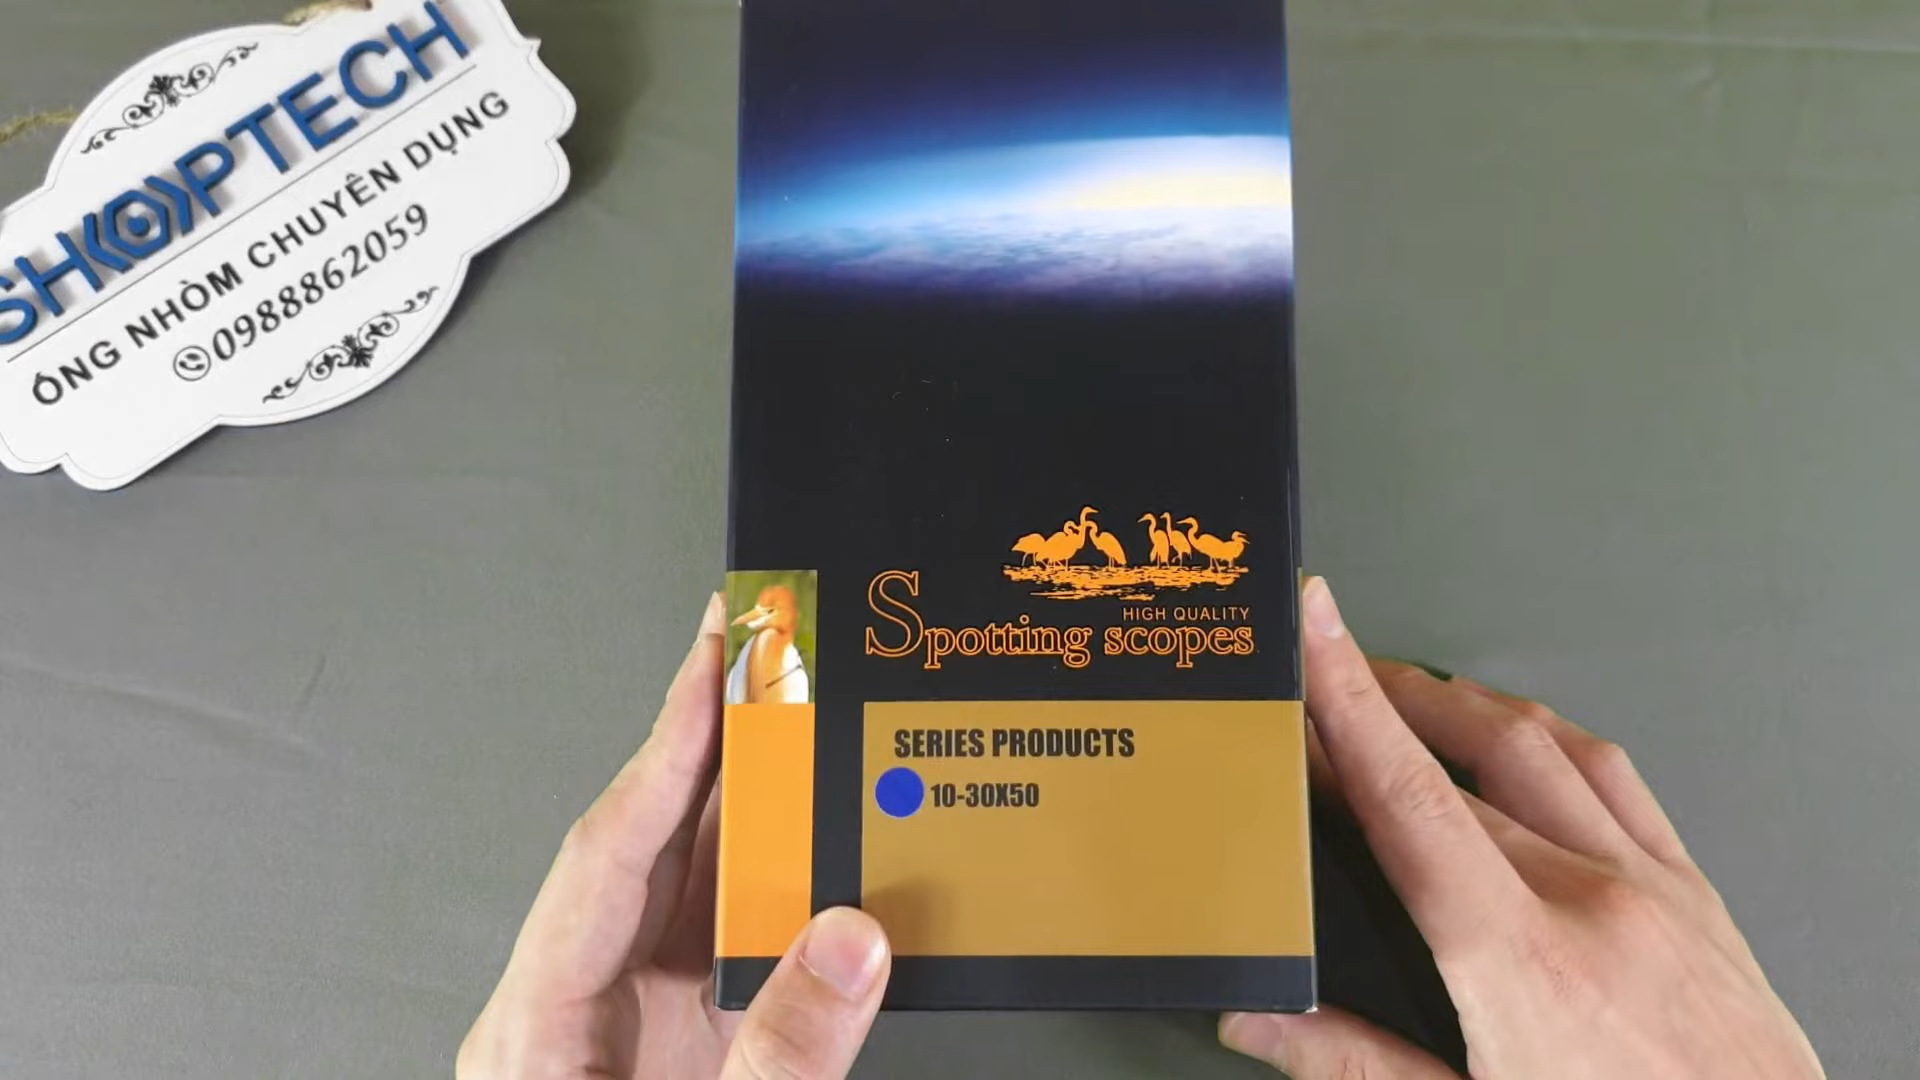 SHOPTECH
ỐNG NHÒM CHUYÊN DỤNG
0988862059
HIGH QUALITY
Spotting scopes
SERIES PRODUCTS
10-30X50